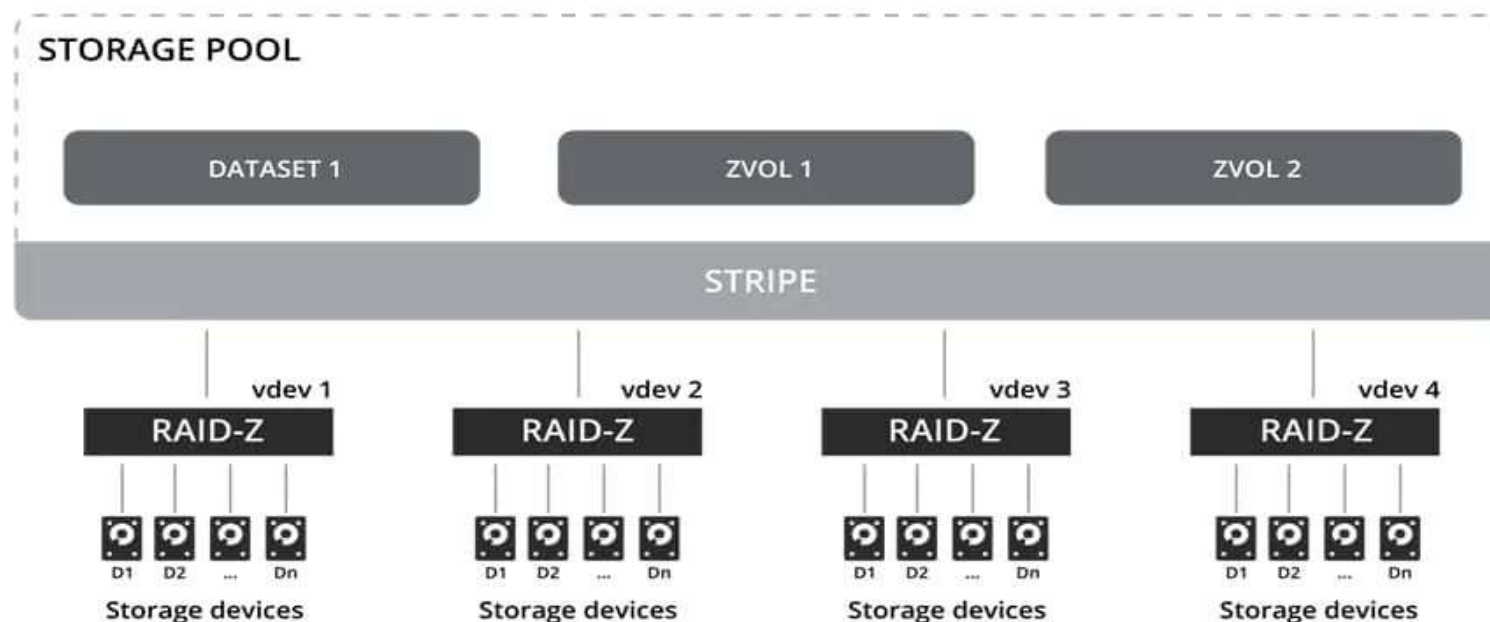 STORAGE POOL
DATASET 1 ZVOL 1 ZVOL 2
STRIPE
vdev 1 vdev 2 vdev 3 vdev 4
RAID-Z RAID-Z RAID-Z RAID-Z
D1 D2 ... Dn D1 D2 ... Dn D1 D2 ... Dn D1 D2 ... Dn
Storage devices Storage devices Storage devices Storage devices